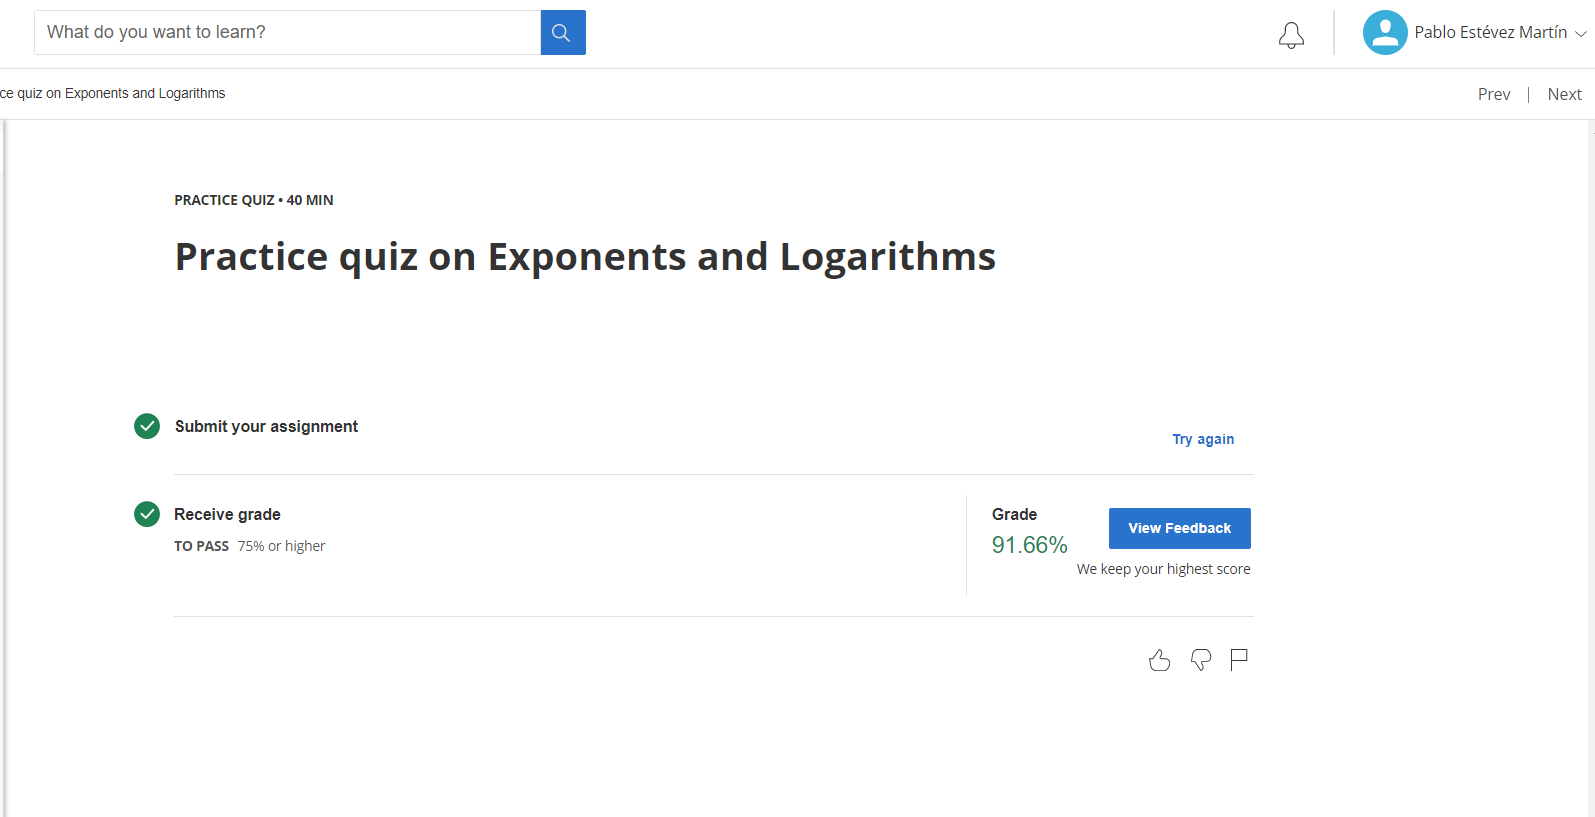 What do you want to learn?
Pablo Estévez Martín
ce quiz on Exponents and Logarithms
Prev | Next
PRACTICE QUIZ • 40 MIN
Practice quiz on Exponents and Logarithms
Submit your assignment
Try again
Receive grade
TO PASS 75% or higher
Grade
91.66%
View Feedback
We keep your highest score